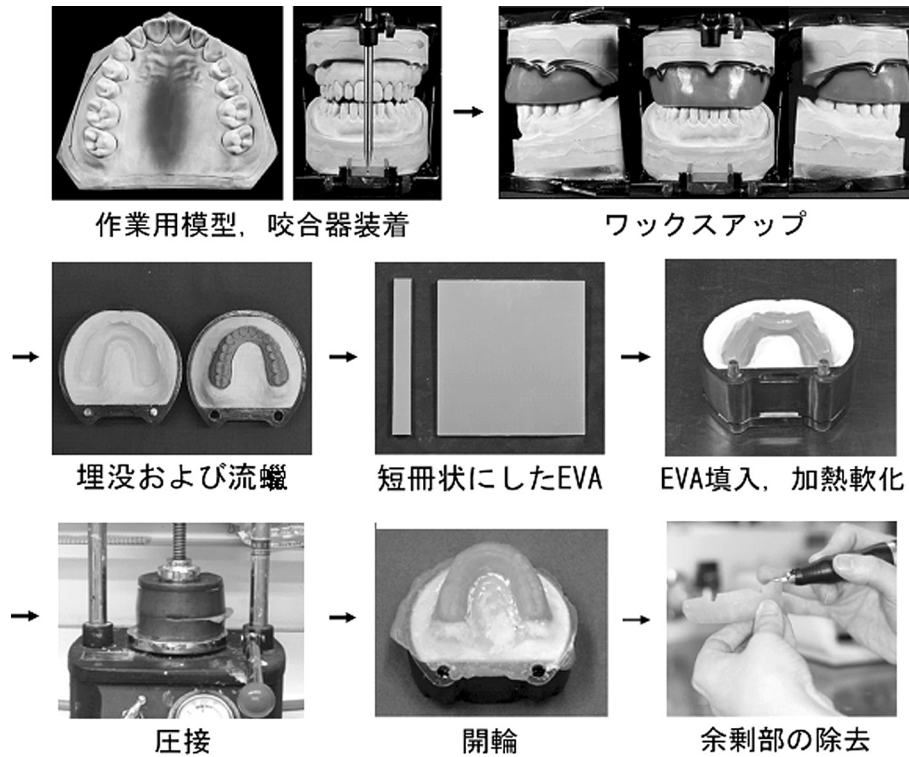 作業用模型，咬合器装着
ワックスアップ
埋没および流蠟
短冊状にしたEVA
EVA填入，加熱軟化
圧接
開輪
余剰部の除去